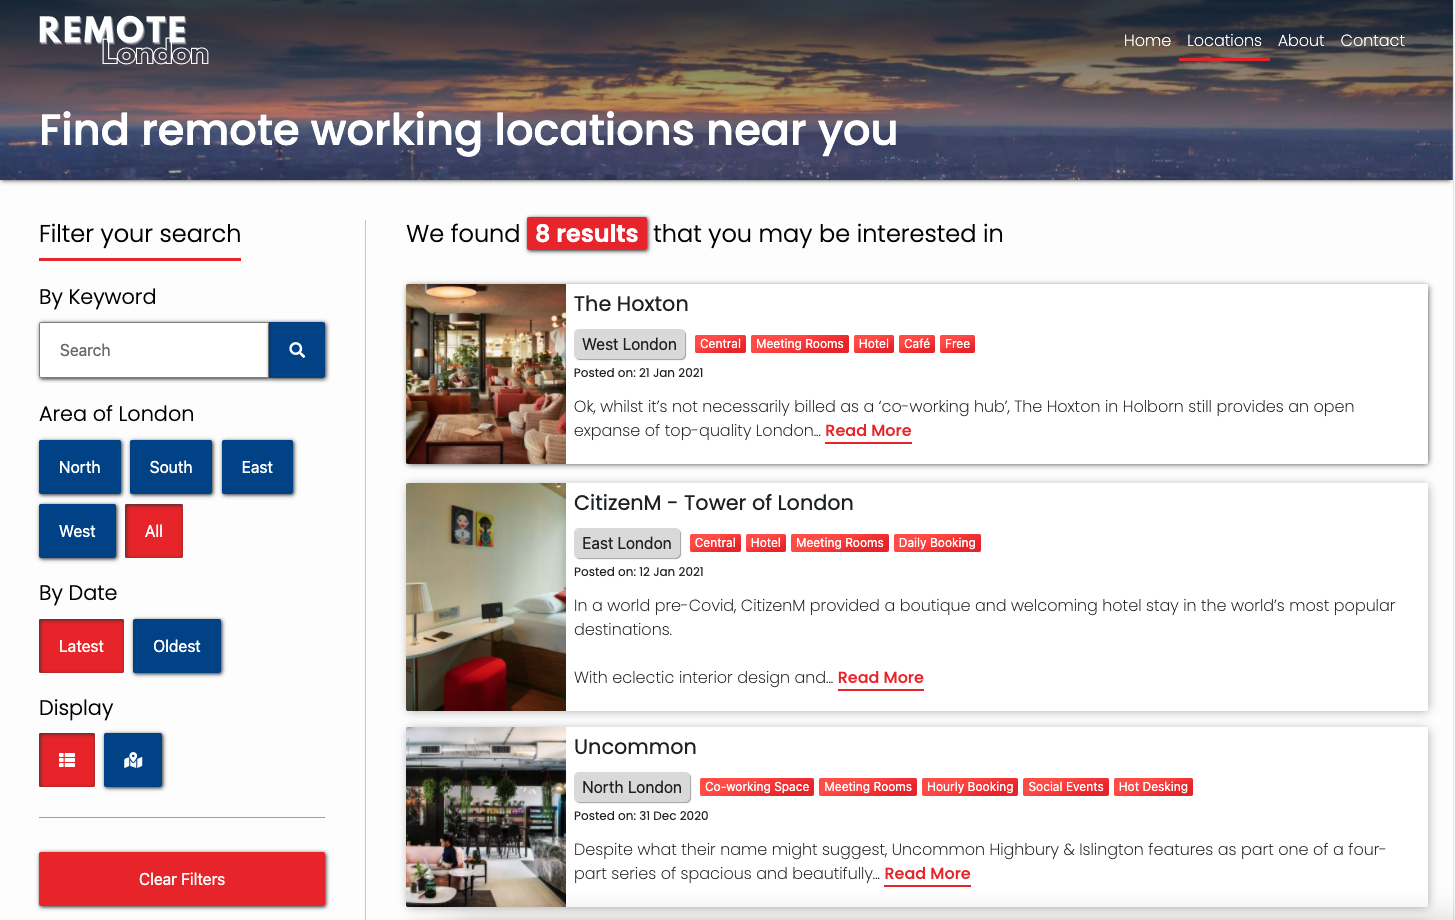 REMOTE
London
Home Locations About Contact
Find remote working locations near you
Filter your search
By Keyword
Search
Area of London
North South East
West All
By Date
Latest Oldest
Display
Clear Filters
We found 8 results that you may be interested in
The Hoxton
West London Central Meeting Rooms Hotel Café Free
Posted on: 21 Jan 2021
Ok, whilst it’s not necessarily billed as a ‘co-working hub’, The Hoxton in Holborn still provides an open
expanse of top-quality London... Read More
CitizenM - Tower of London
East London Central Hotel Meeting Rooms Daily Booking
Posted on: 12 Jan 2021
In a world pre-Covid, CitizenM provided a boutique and welcoming hotel stay in the world’s most popular
destinations.
With eclectic interior design and... Read More
Uncommon
North London Co-working Space Meeting Rooms Hourly Booking Social Events Hot Desking
Posted on: 31 Dec 2020
Despite what their name might suggest, Uncommon Highbury & Islington features as part one of a four-
part series of spacious and beautifully... Read More